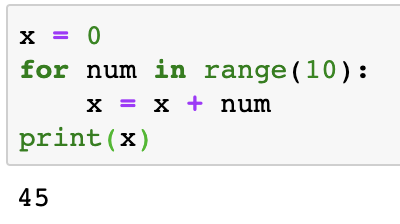 x = 0
for num in range(10):
    x = x + num
print(x)
45